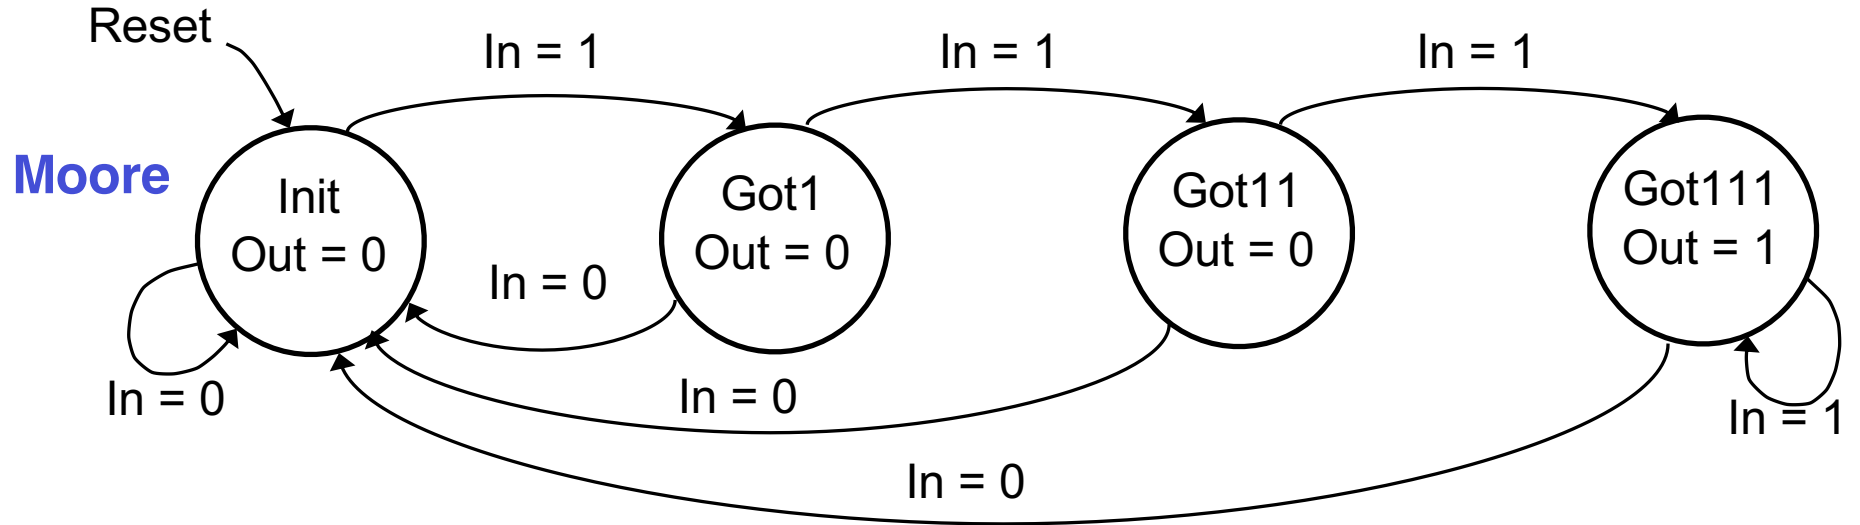 Reset
In = 1
In = 1
In = 1
Moore
Init
Out = 0
Got1
Out = 0
Got11
Out = 0
Got111
Out = 1
In = 0
In = 0
In = 0
In = 1
In = 0